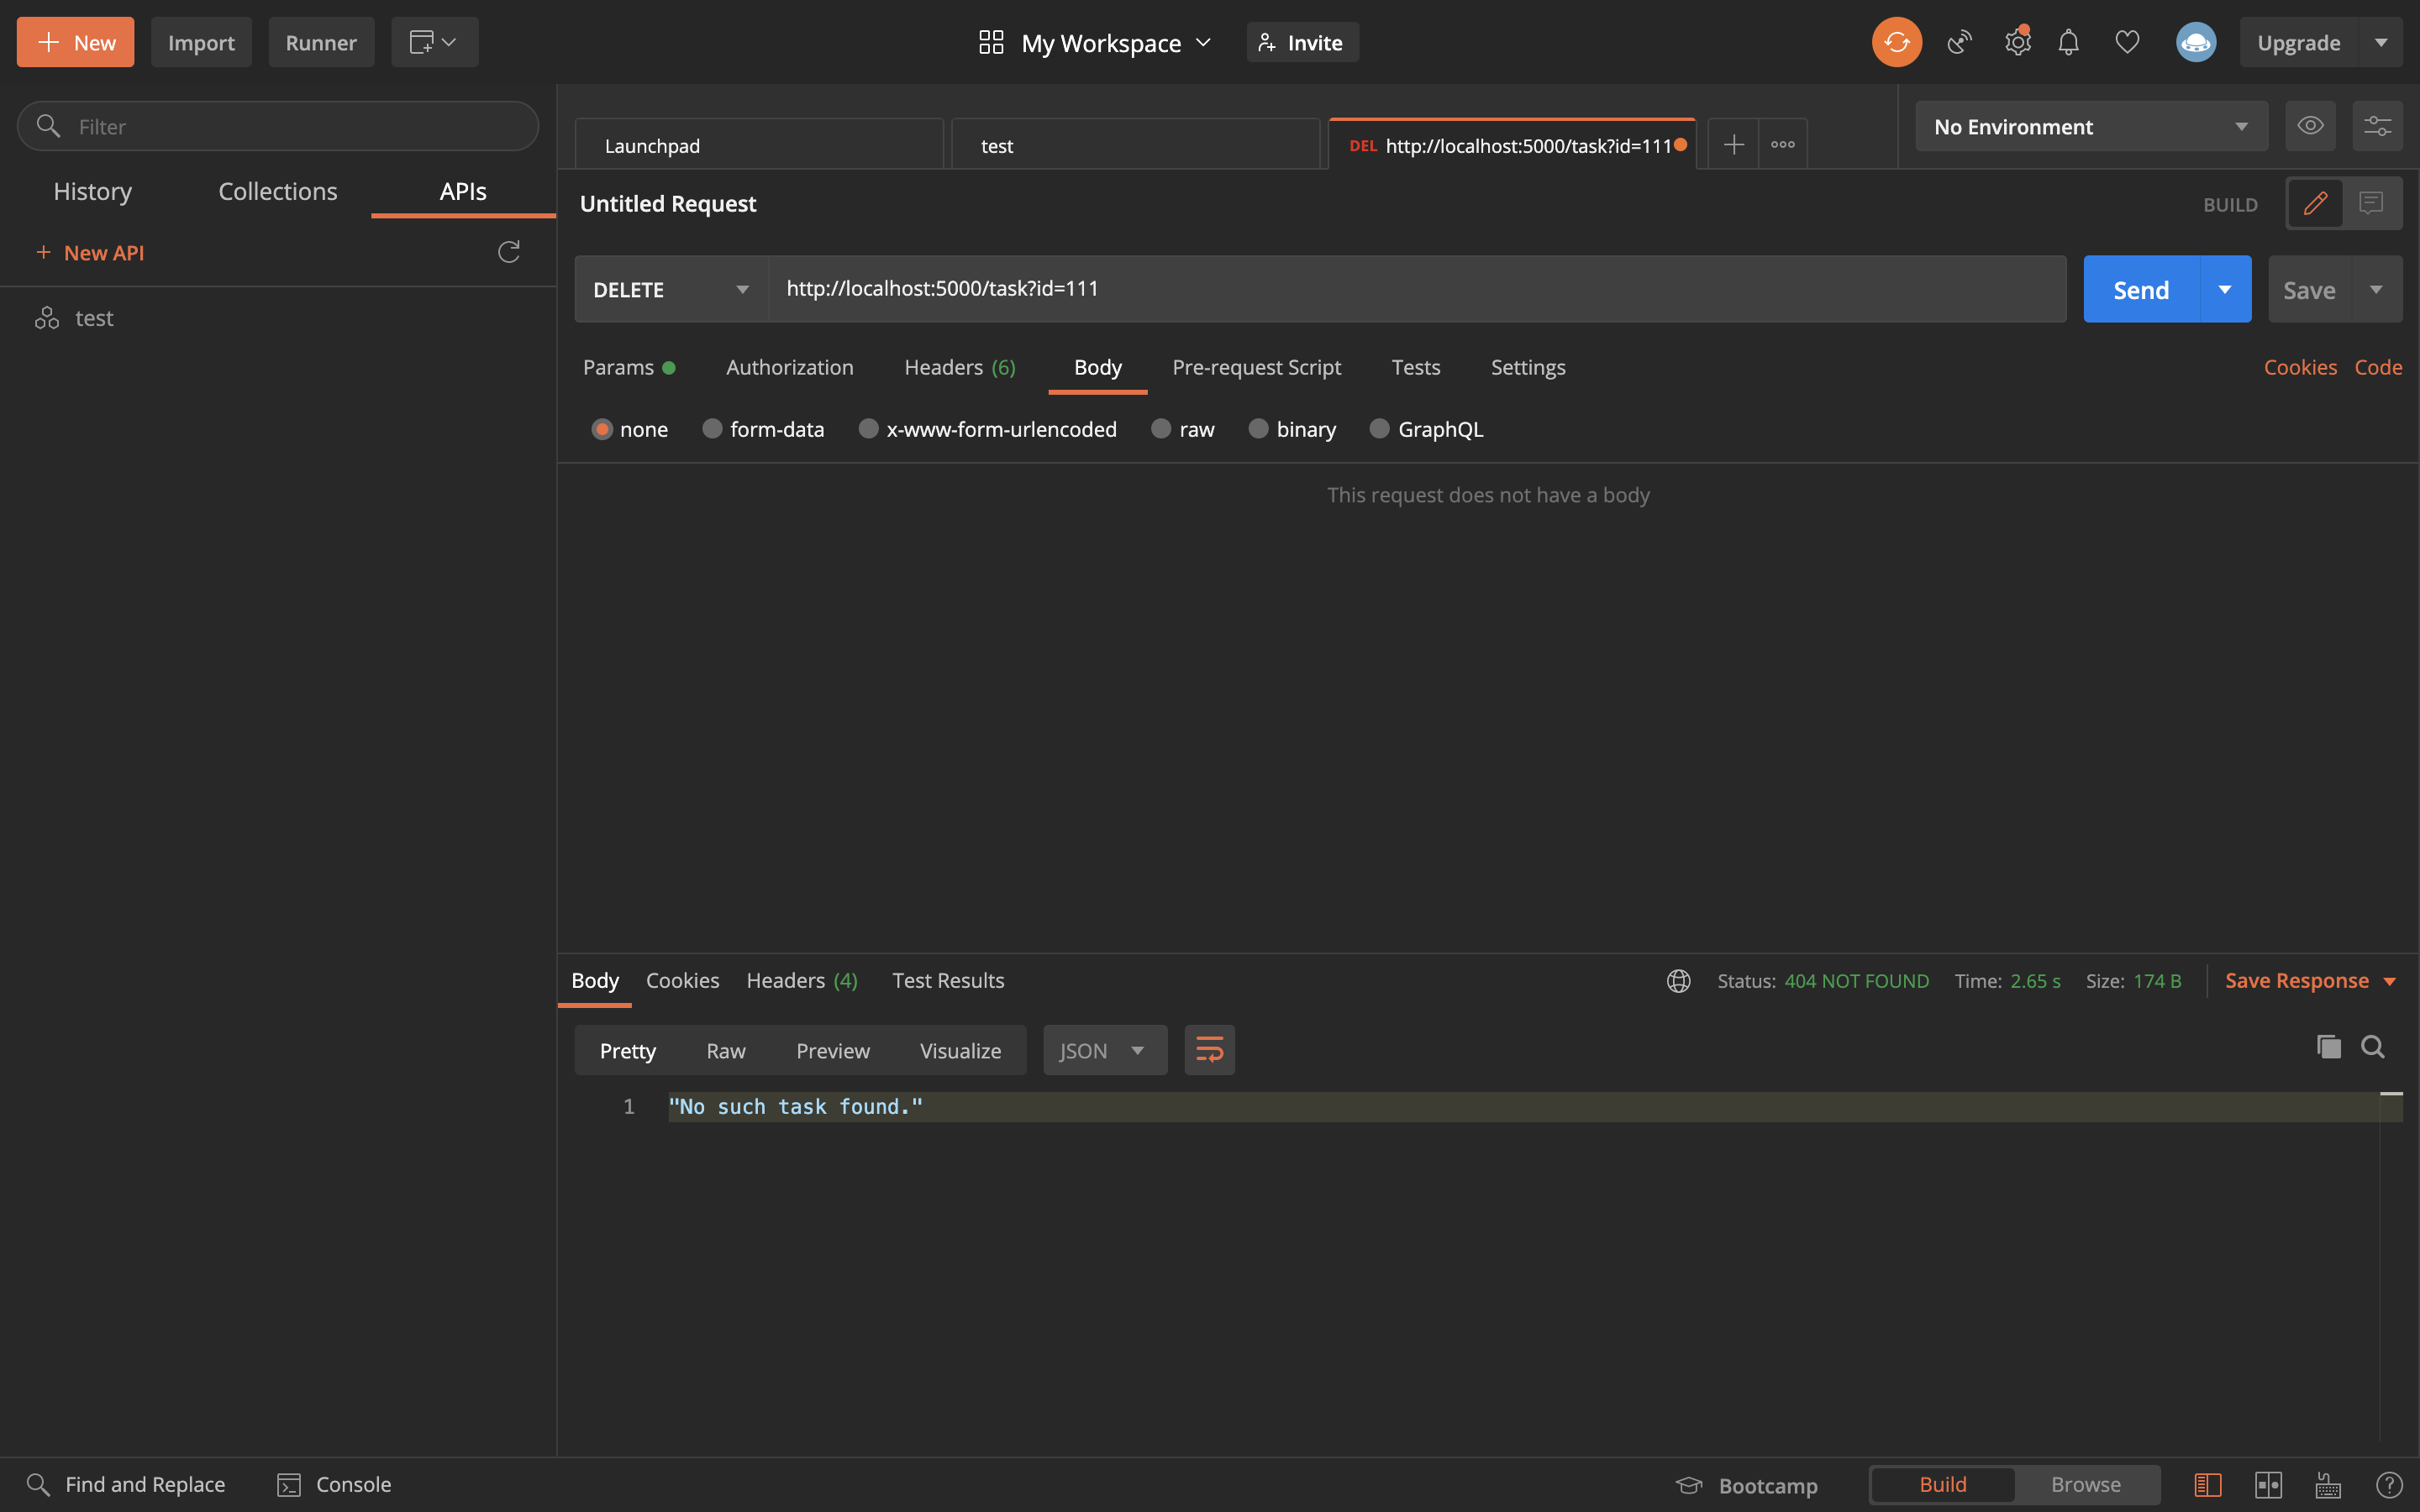 New Import Runner My Workspace Invite Upgrade
Filter
Launchpad test DEL http://localhost:5000/task?id=111 No Environment
History Collections APIs
Untitled Request BUILD
New API
DELETE http://localhost:5000/task?id=111 Send Save
test
Params Authorization Headers (6) Body Pre-request Script Tests Settings Cookies Code
none form-data x-www-form-urlencoded raw binary GraphQL
This request does not have a body
Body Cookies Headers (4) Test Results Status: 404 NOT FOUND Time: 2.65 s Size: 174 B Save Response
Pretty Raw Preview Visualize JSON
1 "No such task found."
Find and Replace Console Bootcamp Build Browse